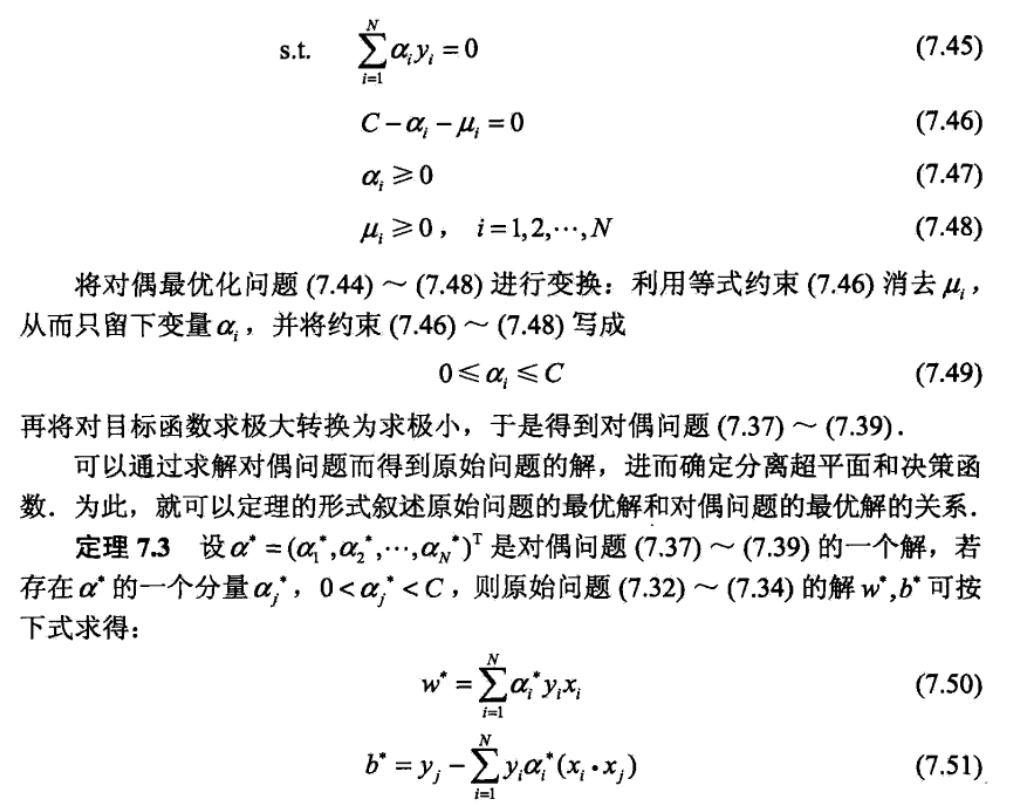 s.t. $\sum_{i=1}^{N} \alpha_i y_i = 0$ (7.45)
$C - \alpha_i - \mu_i = 0$ (7.46)
$\alpha_i \geqslant 0$ (7.47)
$\mu_i \geqslant 0$, $i = 1, 2, \cdots, N$ (7.48)
将对偶最优化问题 (7.44) ~ (7.48) 进行变换：利用等式约束 (7.46) 消去 $\mu_i$，
从而只留下变量 $\alpha_i$，并将约束 (7.46) ~ (7.48) 写成
$0 \leqslant \alpha_i \leqslant C$ (7.49)
再将对目标函数求极大转换为求极小，于是得到对偶问题 (7.37) ~ (7.39)．
可以通过求解对偶问题而得到原始问题的解，进而确定分离超平面和决策函
数．为此，就可以定理的形式叙述原始问题的最优解和对偶问题的最优解的关系．
定理 7.3 设 $\alpha^* = (\alpha_1^*, \alpha_2^*, \cdots, \alpha_N^*)^{\mathrm{T}}$ 是对偶问题 (7.37) ~ (7.39) 的一个解，若
存在 $\alpha^*$ 的一个分量 $\alpha_j^*$，$0 < \alpha_j^* < C$，则原始问题 (7.32) ~ (7.34) 的解 $w^*, b^*$ 可按
下式求得：
$w^* = \sum_{i=1}^{N} \alpha_i^* y_i x_i$ (7.50)
$b^* = y_j - \sum_{i=1}^{N} y_i \alpha_i^* (x_i \cdot x_j)$ (7.51)